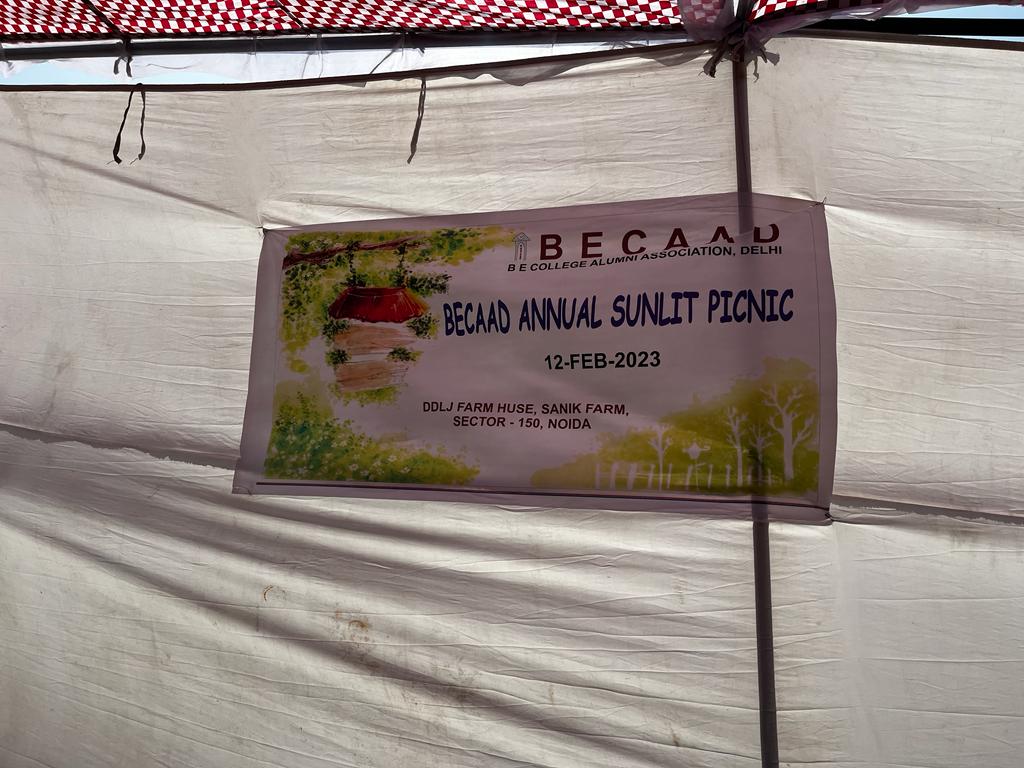 BECAAD
B E COLLEGE ALUMNI ASSOCIATION, DELHI
BECAAD ANNUAL SUNLIT PICNIC
12-FEB-2023
DDLJ FARM HUSE, SANIK FARM,
SECTOR - 150, NOIDA